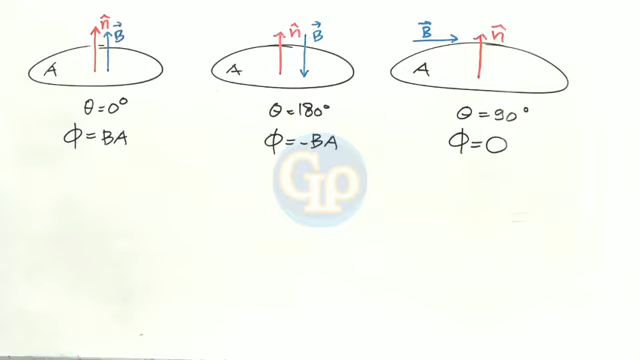 n̂ B⃗
A
θ = 0°
ϕ = BA
n̂ B⃗
A
θ = 180°
ϕ = -BA
B⃗ n̂
A
θ = 90°
ϕ = 0
GIP